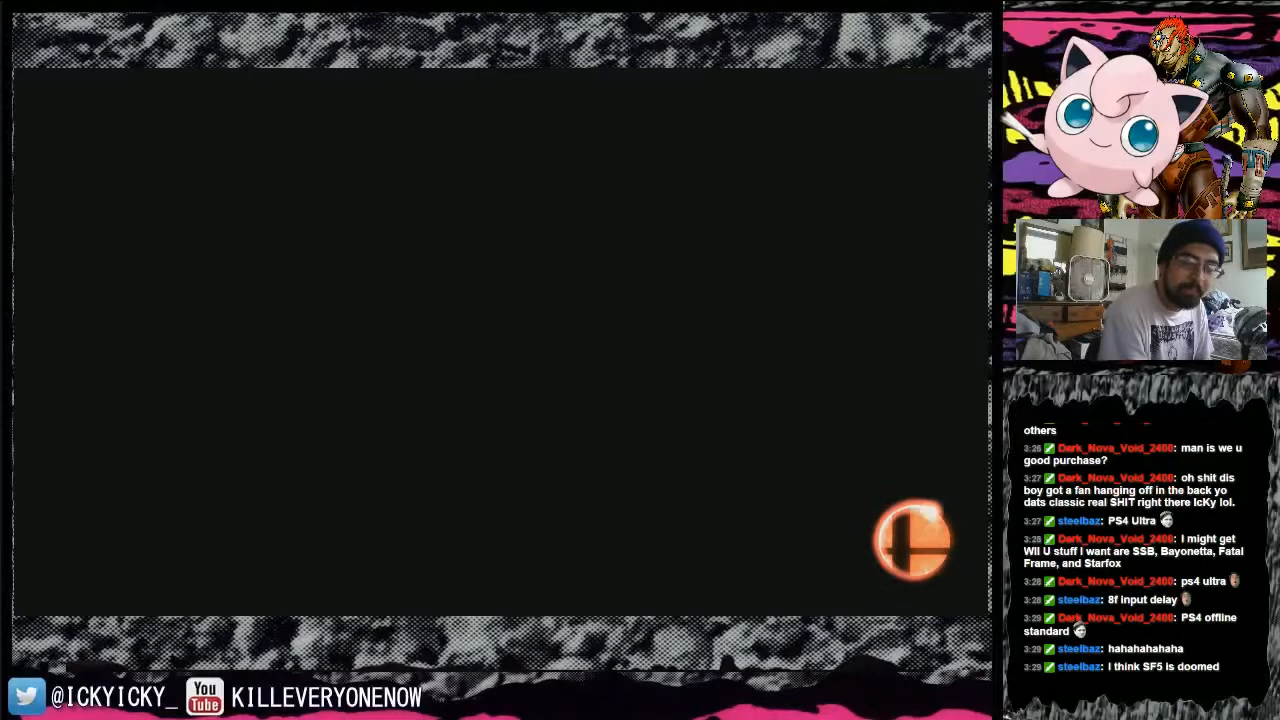 others
3:26 Dark_Nova_Void_2400: man is we u
good purchase?
3:27 Dark_Nova_Void_2400: oh shit dis
boy got a fan hanging off in the back yo
dats classic real SHIT right there IcKy lol.
3:27 steelbaz: PS4 Ultra
3:28 Dark_Nova_Void_2400: I might get
WII U stuff I want are SSB, Bayonetta, Fatal
Frame, and Starfox
3:28 Dark_Nova_Void_2400: ps4 ultra
3:28 steelbaz: 8f input delay
3:29 Dark_Nova_Void_2400: PS4 offline
standard
3:29 steelbaz: hahahahahaha
3:29 steelbaz: I think SF5 is doomed
@ICKYICKY_ You Tube KILLEVERYONENOW